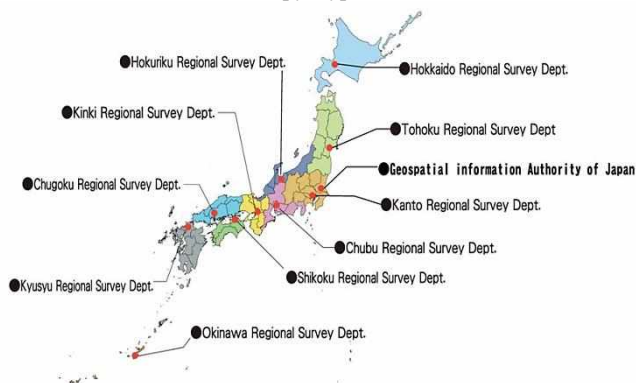 ●Hokuriku Regional Survey Dept.
●Hokkaido Regional Survey Dept.
●Kinki Regional Survey Dept.
●Tohoku Regional Survey Dept
●Geospatial information Authority of Japan
●Chugoku Regional Survey Dept.
●Kanto Regional Survey Dept.
●Chubu Regional Survey Dept.
●Shikoku Regional Survey Dept.
●Kyusyu Regional Survey Dept.
●Okinawa Regional Survey Dept.